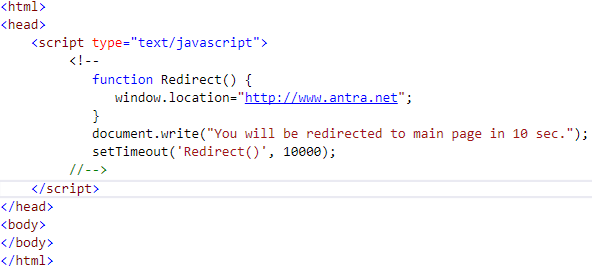 <html>
<head>
    <script type="text/javascript">
         <!--
            function Redirect() {
               window.location="http://www.antra.net";
            }
            document.write("You will be redirected to main page in 10 sec.");
            setTimeout('Redirect()', 10000);
         //-->
    </script>
</head>
<body>
</body>
</html>